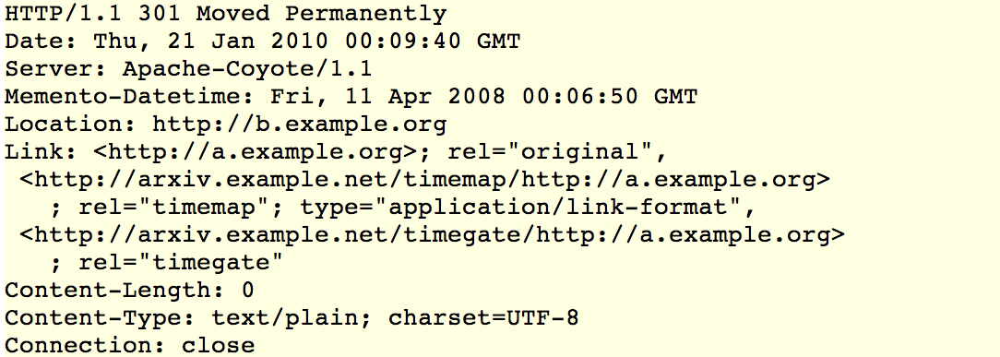 HTTP/1.1 301 Moved Permanently
Date: Thu, 21 Jan 2010 00:09:40 GMT
Server: Apache-Coyote/1.1
Memento-Datetime: Fri, 11 Apr 2008 00:06:50 GMT
Location: http://b.example.org
Link: <http://a.example.org>; rel="original",
 <http://arxiv.example.net/timemap/http://a.example.org>
   ; rel="timemap"; type="application/link-format",
 <http://arxiv.example.net/timegate/http://a.example.org>
   ; rel="timegate"
Content-Length: 0
Content-Type: text/plain; charset=UTF-8
Connection: close